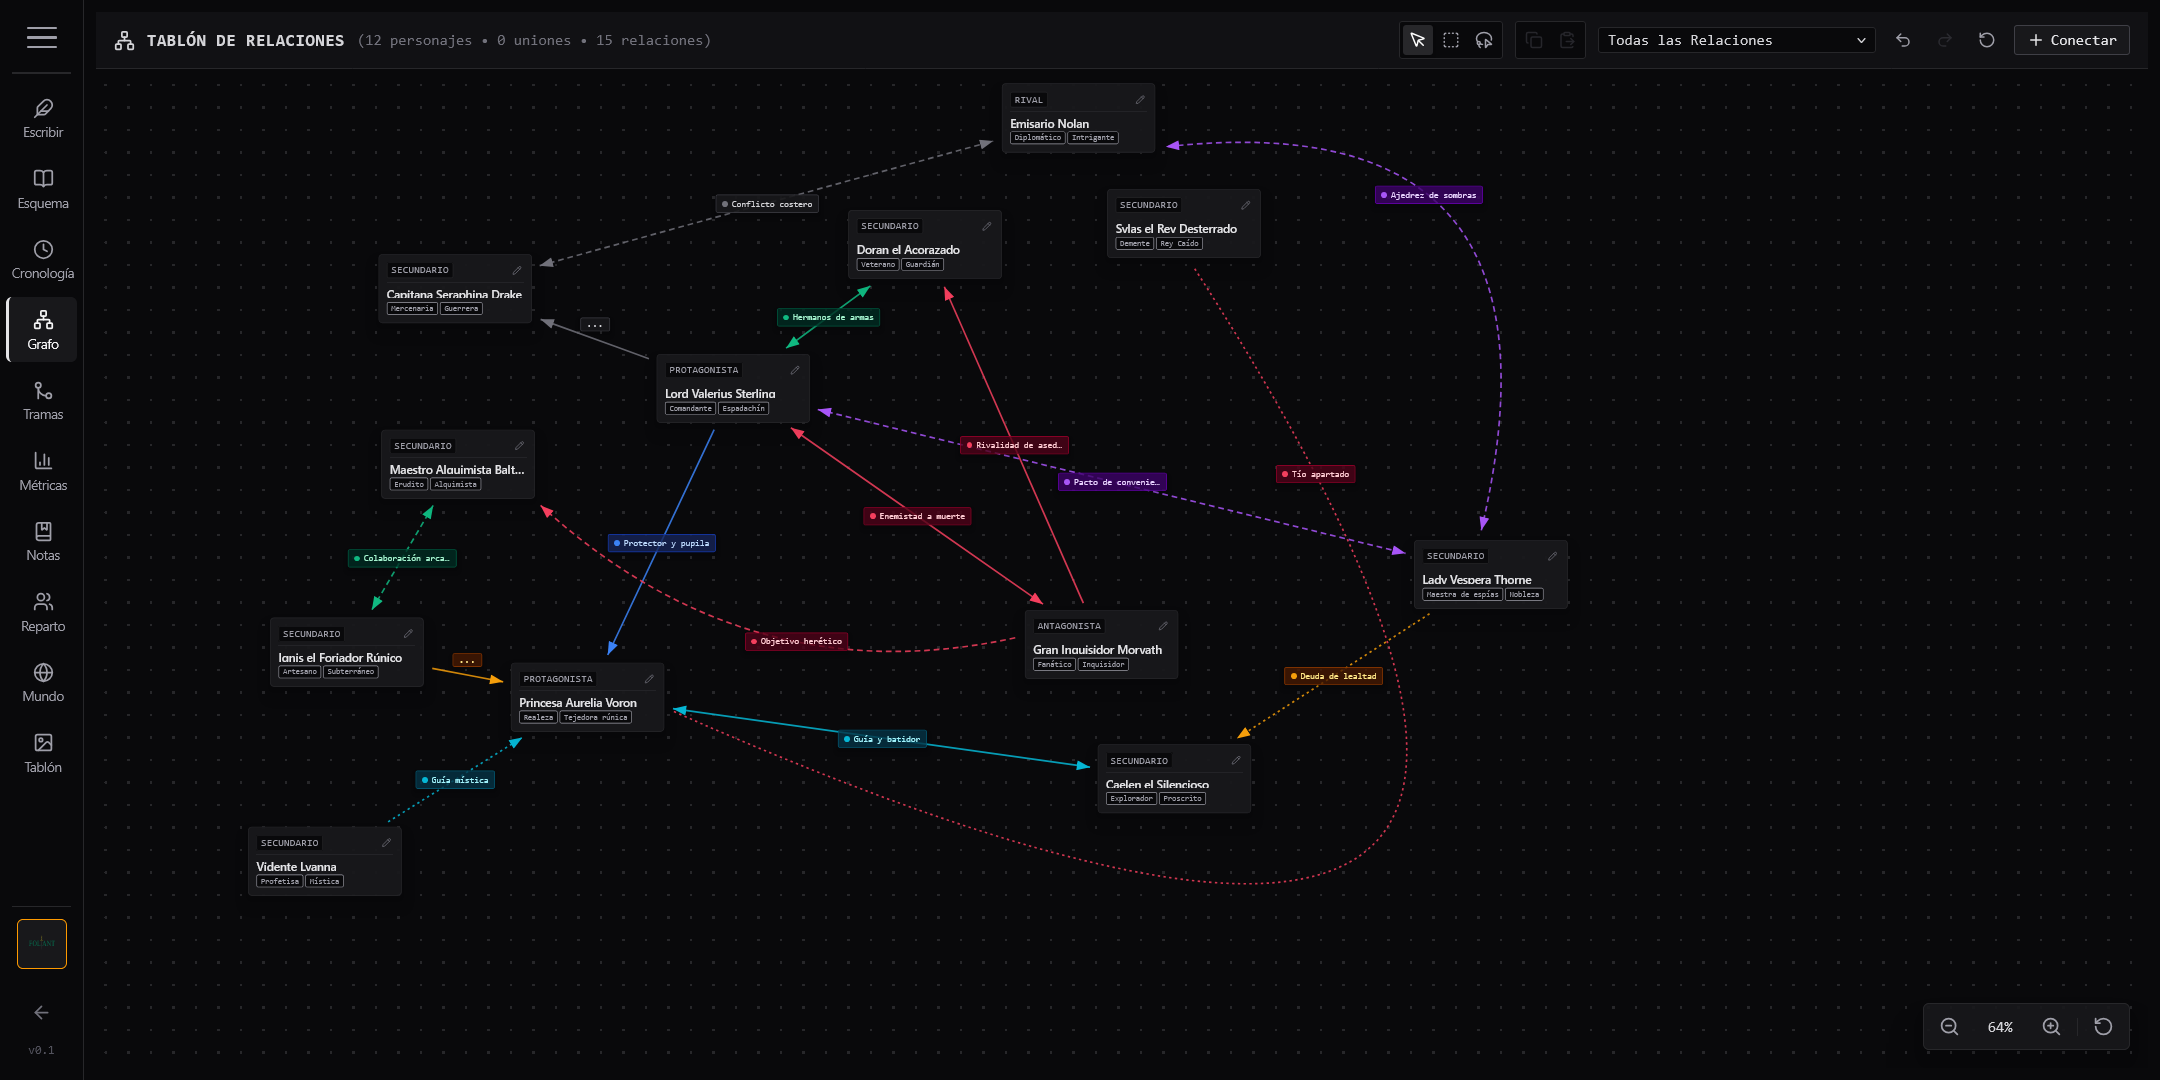 TABLÓN DE RELACIONES (12 personajes • 0 uniones • 15 relaciones)
Todas las Relaciones
+ Conectar
Escribir
Esquema
Cronología
Grafo
Tramas
Métricas
Notas
Reparto
Mundo
Tablón
v0.1
RIVAL
Emisario Nolan
Diplomático Intrigante
Ajedrez de sombras
Conflicto costero
SECUNDARIO
Sylas el Rey Desterrado
Demente Rey Caído
SECUNDARIO
Doran el Acorazado
Veterano Guardián
SECUNDARIO
Capitana Seraphina Drake
Mercenaria Guerrera
Hermanos de armas
...
PROTAGONISTA
Lord Valerius Sterling
Comandante Espadachín
SECUNDARIO
Maestro Alquimista Balt...
Erudito Alquimista
Rivalidad de ased…
Tío apartado
Pacto de convenie…
Enemistad a muerte
Protector y pupila
Colaboración arca…
SECUNDARIO
Lady Vespera Thorne
Maestra de espías Nobleza
SECUNDARIO
Ignis el Forjador Rúnico
Artesano Subterráneo
...
Objetivo herético
ANTAGONISTA
Gran Inquisidor Morvath
Fanático Inquisidor
PROTAGONISTA
Princesa Aurelia Voron
Realeza Tejedora rúnica
Deuda de lealtad
Guía y batidor
SECUNDARIO
Caelen el Silencioso
Explorador Proscrito
Guía mística
SECUNDARIO
Vidente Lyanna
Profetisa Mística
64%